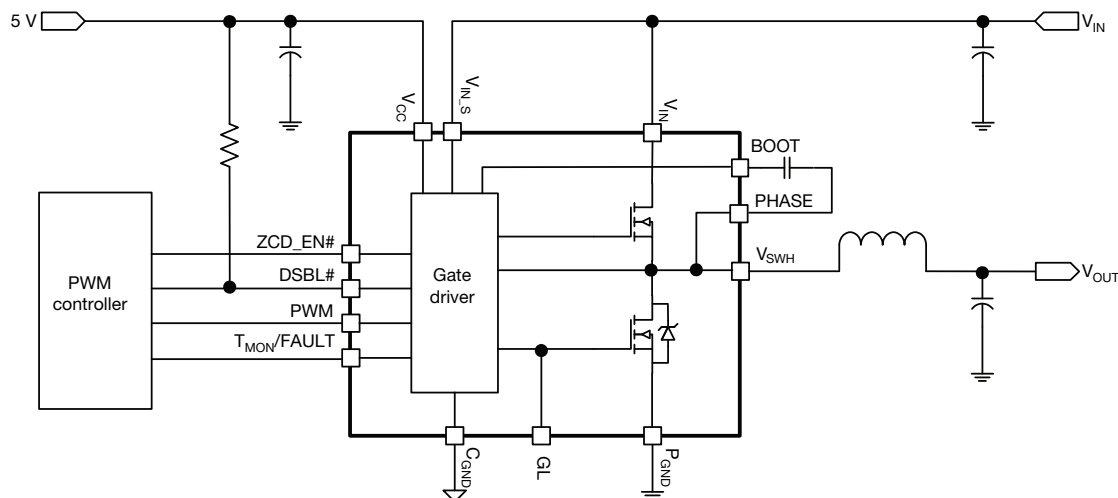 5 V
V_IN
V_CC
V_IN_S
V_IN
BOOT
PHASE
V_SWH
V_OUT
PWM
controller
ZCD_EN#
DSBL#
PWM
T_MON/FAULT
Gate
driver
C_GND
GL
P_GND